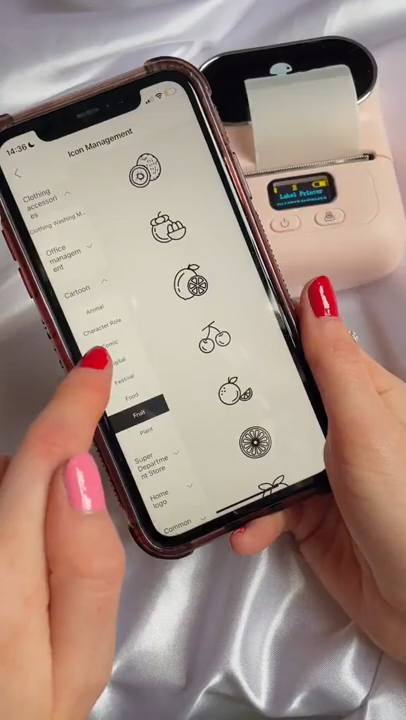 14:36
Icon Management
Clothing
accessori
es
Clothing Washing M...
Office
managem
ent
Cartoon
Animal
Character Role
Festival
Food
Fruit
Plant
Super
Departme
nt Store
Home
logo
Common
Label Printer